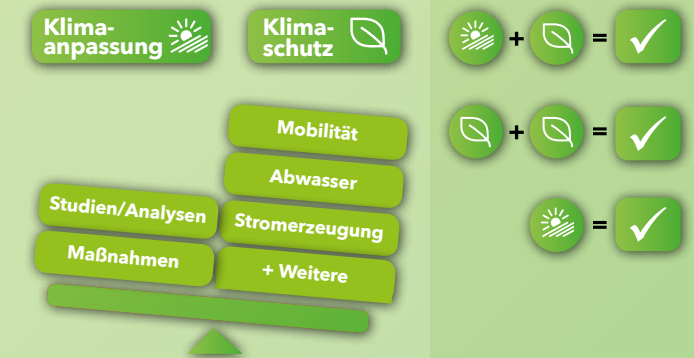 Klima-
anpassung
Klima-
schutz
Mobilität
Abwasser
Studien/Analysen
Stromerzeugung
Maßnahmen
+ Weitere
+ =
+ =
=